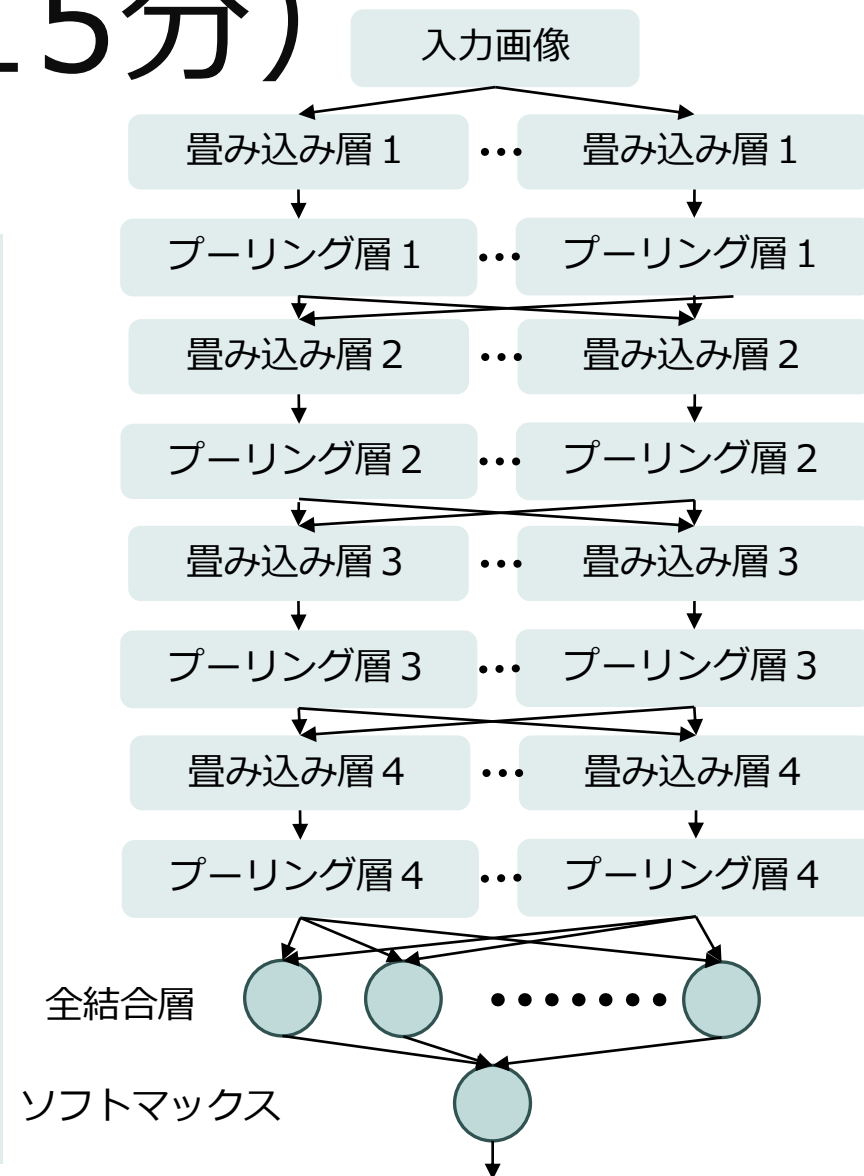 15分）
入力画像
畳み込み層１ … 畳み込み層１
プーリング層１ … プーリング層１
畳み込み層２ … 畳み込み層２
プーリング層２ … プーリング層２
畳み込み層３ … 畳み込み層３
プーリング層３ … プーリング層３
畳み込み層４ … 畳み込み層４
プーリング層４ … プーリング層４
全結合層
ソフトマックス